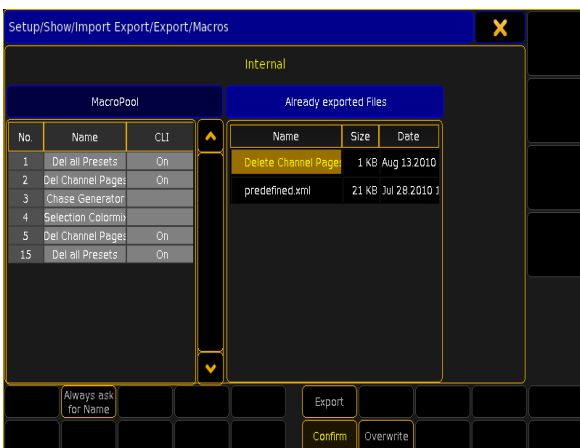 Setup/Show/Import Export/Export/Macros X
Internal
MacroPool Already exported Files
No. Name CLI Name Size Date
1 Del all Presets On Delete Channel Pages 1 KB Aug 13.2010
2 Del Channel Pages On predefined.xml 21 KB Jul 28.2010 1
3 Chase Generator
4 Selection Colormix
5 Del Channel Pages On
15 Del all Presets On
Always ask
for Name
Export
Confirm Overwrite